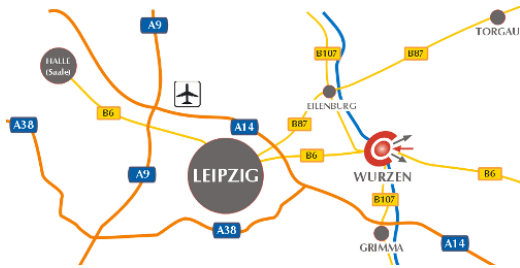 A9
TORGAU
B107
B87
HALLE
(Saale)
EILENBURG
B6
A38
A14
B87
B6
WURZEN
B6
LEIPZIG
A9
B107
A38
GRIMMA
A14